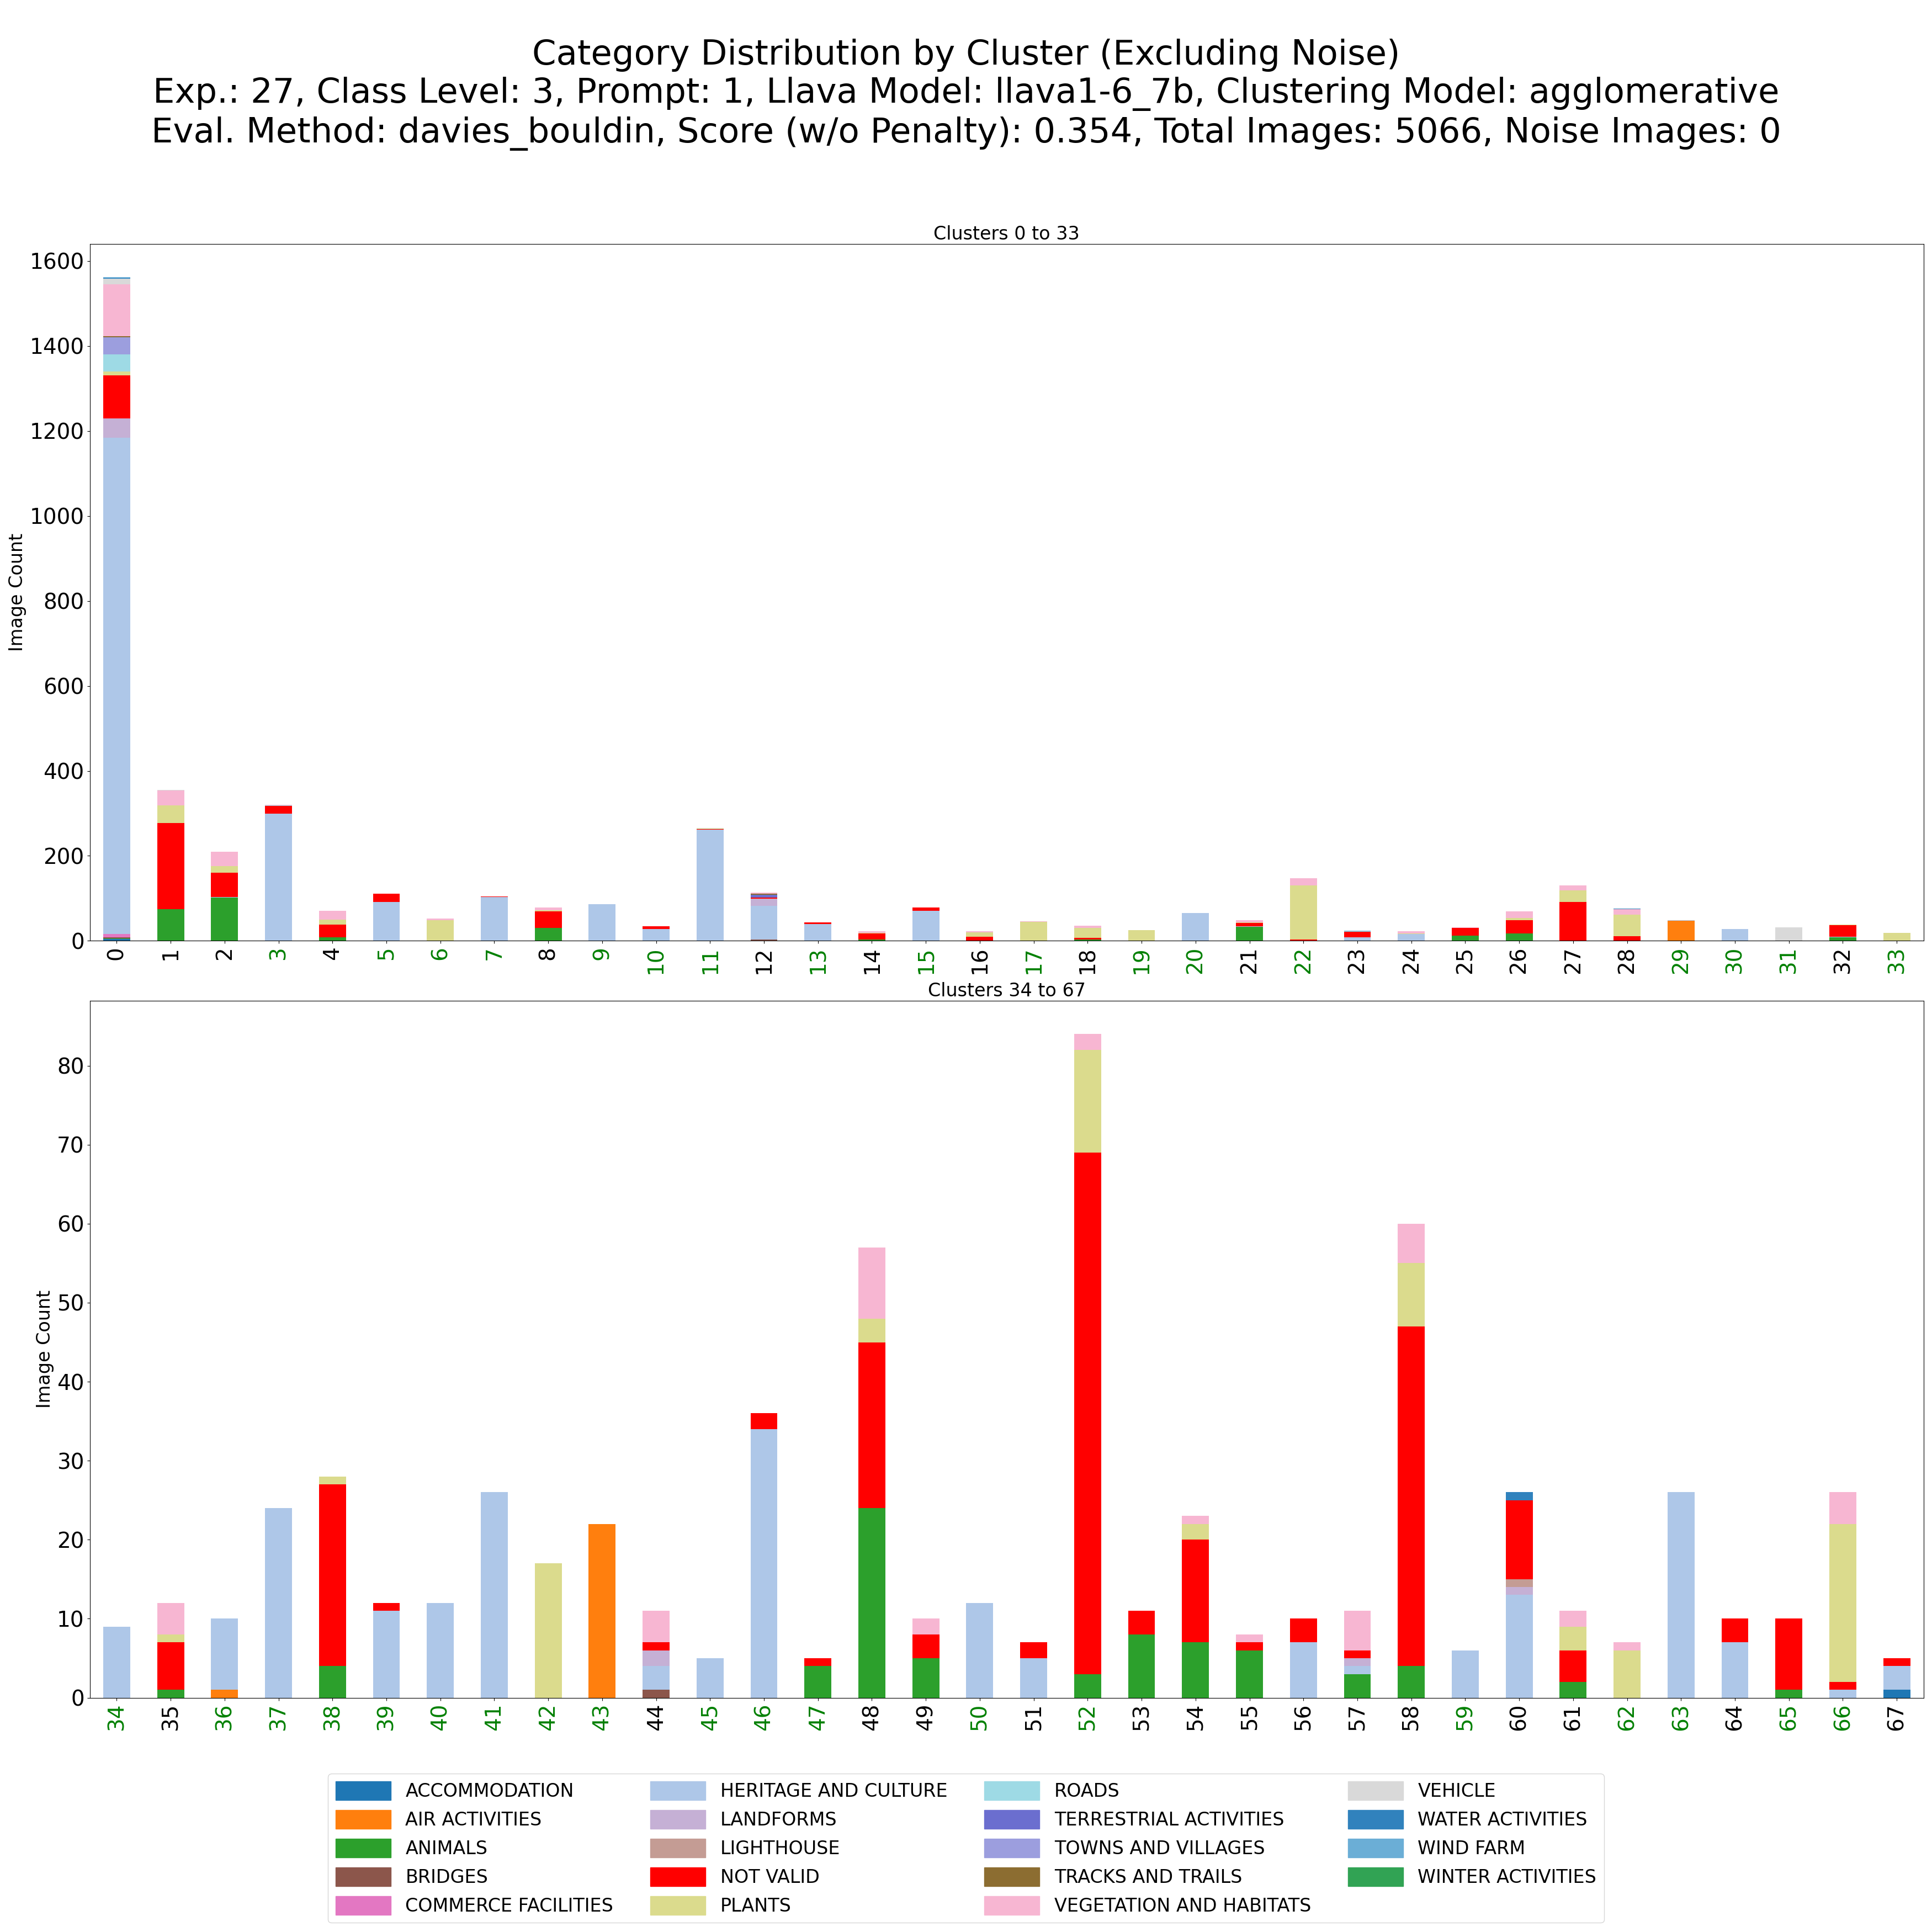 Category Distribution by Cluster (Excluding Noise)
Exp.: 27, Class Level: 3, Prompt: 1, Llava Model: llava1-6_7b, Clustering Model: agglomerative
Eval. Method: davies_bouldin, Score (w/o Penalty): 0.354, Total Images: 5066, Noise Images: 0
Clusters 0 to 33
1600
1400
1200
1000
800
600
400
200
0
Image Count
0 1 2 3 4 5 6 7 8 9 10 11 12 13 14 15 16 17 18 19 20 21 22 23 24 25 26 27 28 29 30 31 32 33
Clusters 34 to 67
80
70
60
50
40
30
20
10
0
Image Count
34 35 36 37 38 39 40 41 42 43 44 45 46 47 48 49 50 51 52 53 54 55 56 57 58 59 60 61 62 63 64 65 66 67
ACCOMMODATION
AIR ACTIVITIES
ANIMALS
BRIDGES
COMMERCE FACILITIES
HERITAGE AND CULTURE
LANDFORMS
LIGHTHOUSE
NOT VALID
PLANTS
ROADS
TERRESTRIAL ACTIVITIES
TOWNS AND VILLAGES
TRACKS AND TRAILS
VEGETATION AND HABITATS
VEHICLE
WATER ACTIVITIES
WIND FARM
WINTER ACTIVITIES